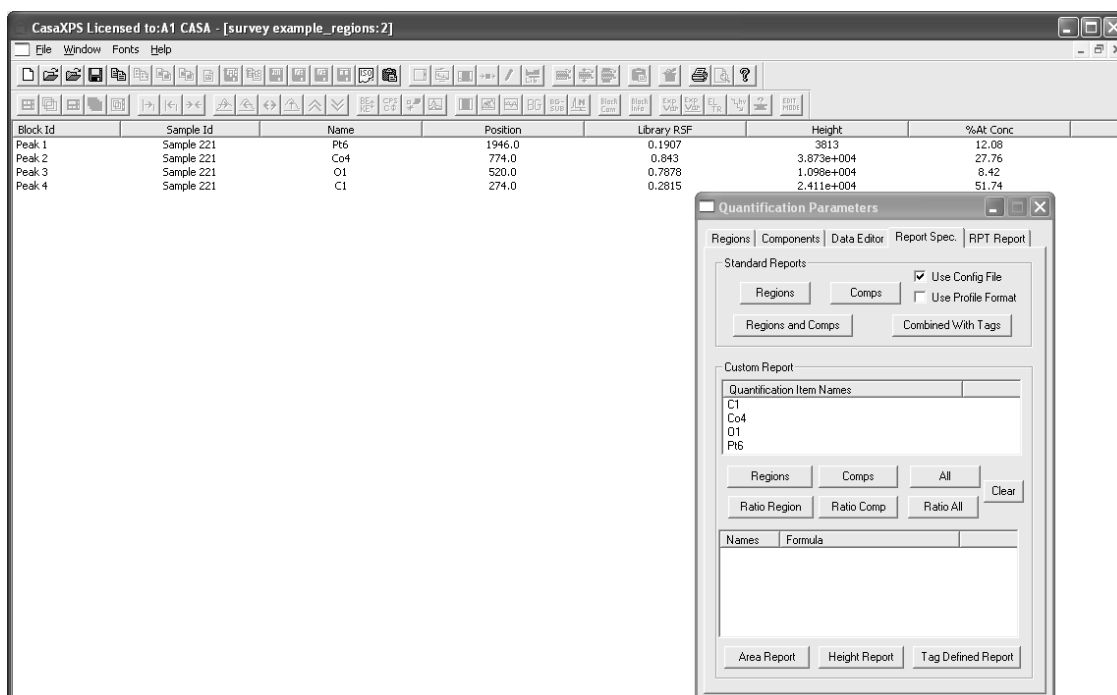 CasaXPS Licensed to:A1 CASA - [survey example_regions:2]
File Window Fonts Help
Block Id Sample Id Name Position Library RSF Height %At Conc
Peak 1 Sample 221 Pt6 1946.0 0.1907 3813 12.08
Peak 2 Sample 221 Co4 774.0 0.843 3.873e+004 27.76
Peak 3 Sample 221 O1 520.0 0.7878 1.098e+004 8.42
Peak 4 Sample 221 C1 274.0 0.2815 2.411e+004 51.74
Quantification Parameters
Regions Components Data Editor Report Spec. RPT Report
Standard Reports
Use Config File
Regions Comps
Use Profile Format
Regions and Comps Combined With Tags
Custom Report
Quantification Item Names
C1
Co4
O1
Pt6
Regions Comps All
Clear
Ratio Region Ratio Comp Ratio All
Names Formula
Area Report Height Report Tag Defined Report